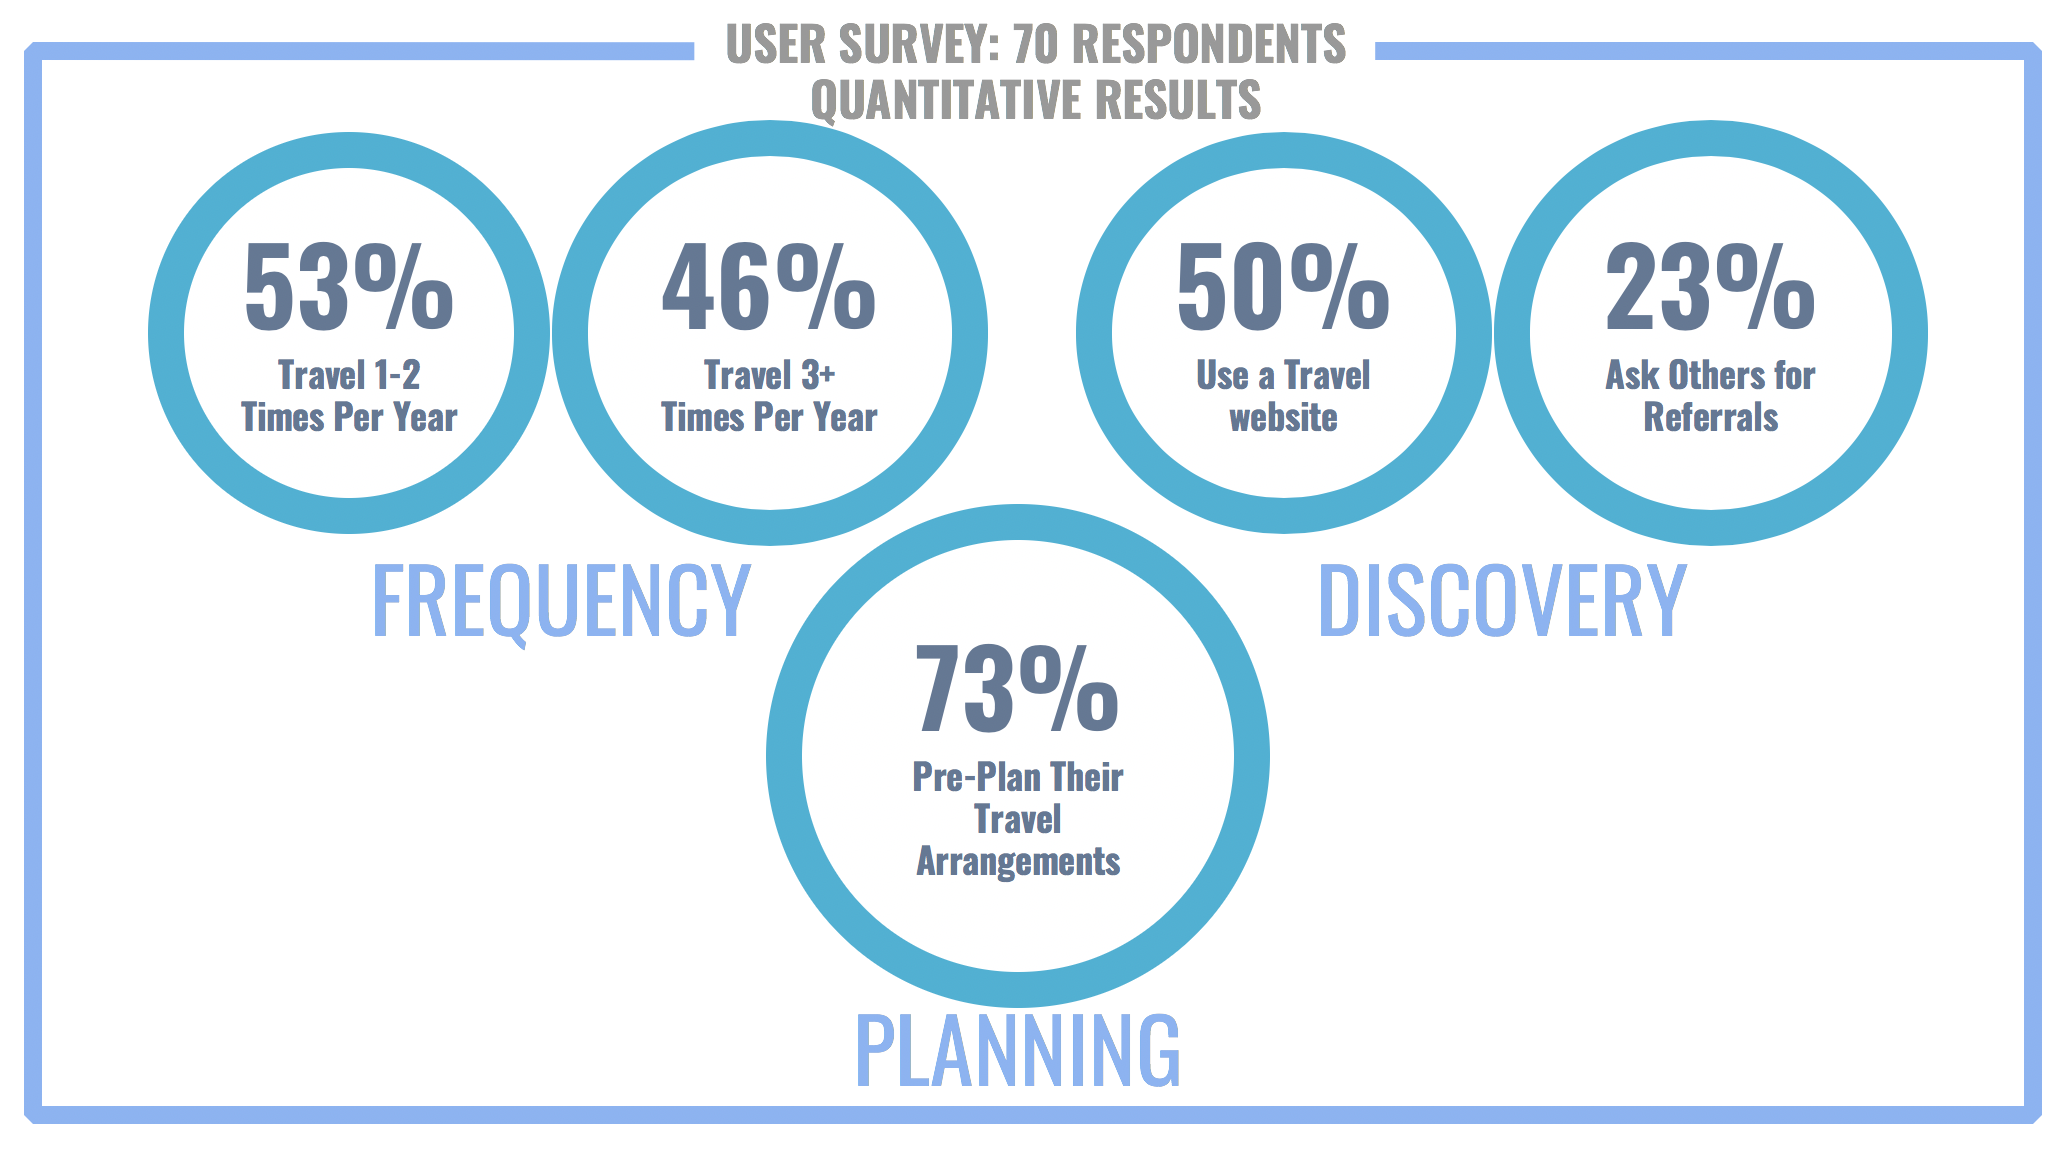 USER SURVEY: 70 RESPONDENTS
QUANTITATIVE RESULTS
53%
Travel 1-2
Times Per Year
46%
Travel 3+
Times Per Year
FREQUENCY
50%
Use a Travel
website
23%
Ask Others for
Referrals
DISCOVERY
73%
Pre-Plan Their
Travel
Arrangements
PLANNING